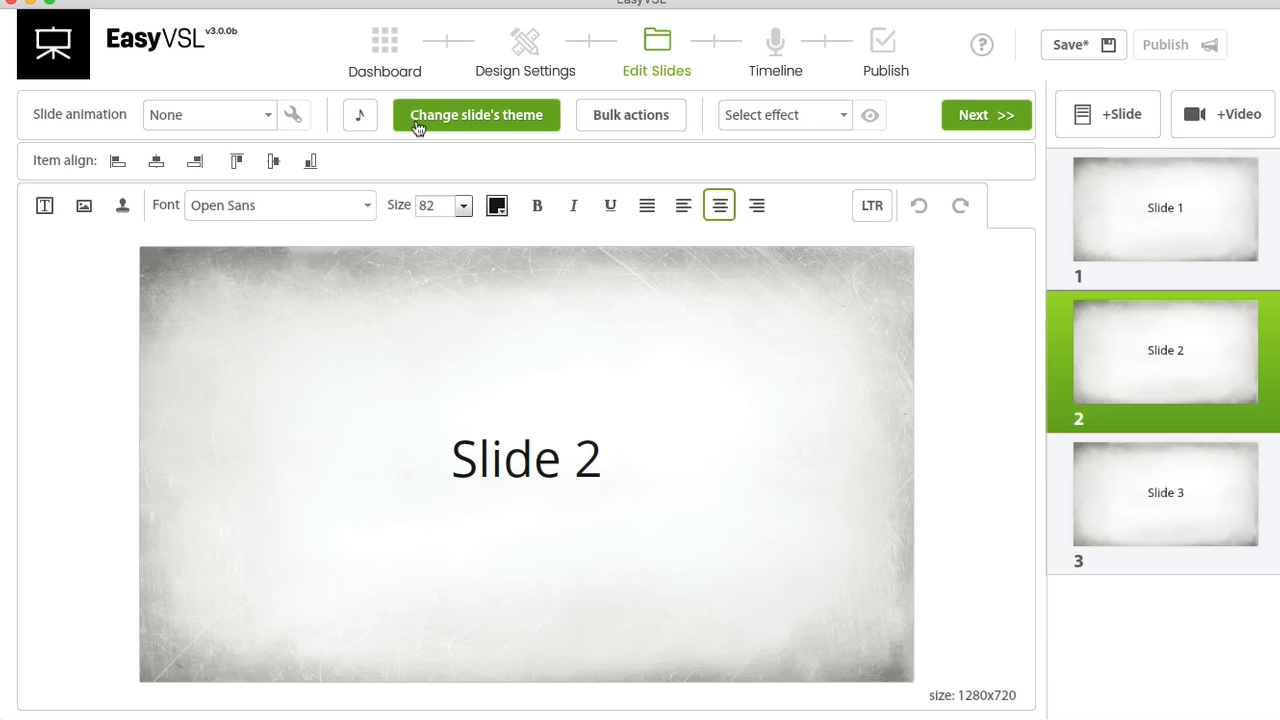 EasyVSL
EasyVSL v3.0.0b
Dashboard
Design Settings
Edit Slides
Timeline
Publish
?
Save*
Publish
Slide animation
None
Change slide's theme
Bulk actions
Select effect
Next >>
+Slide
+Video
Item align:
Font
Open Sans
Size
82
B
I
U
LTR
Slide 2
size: 1280x720
Slide 1
1
Slide 2
2
Slide 3
3